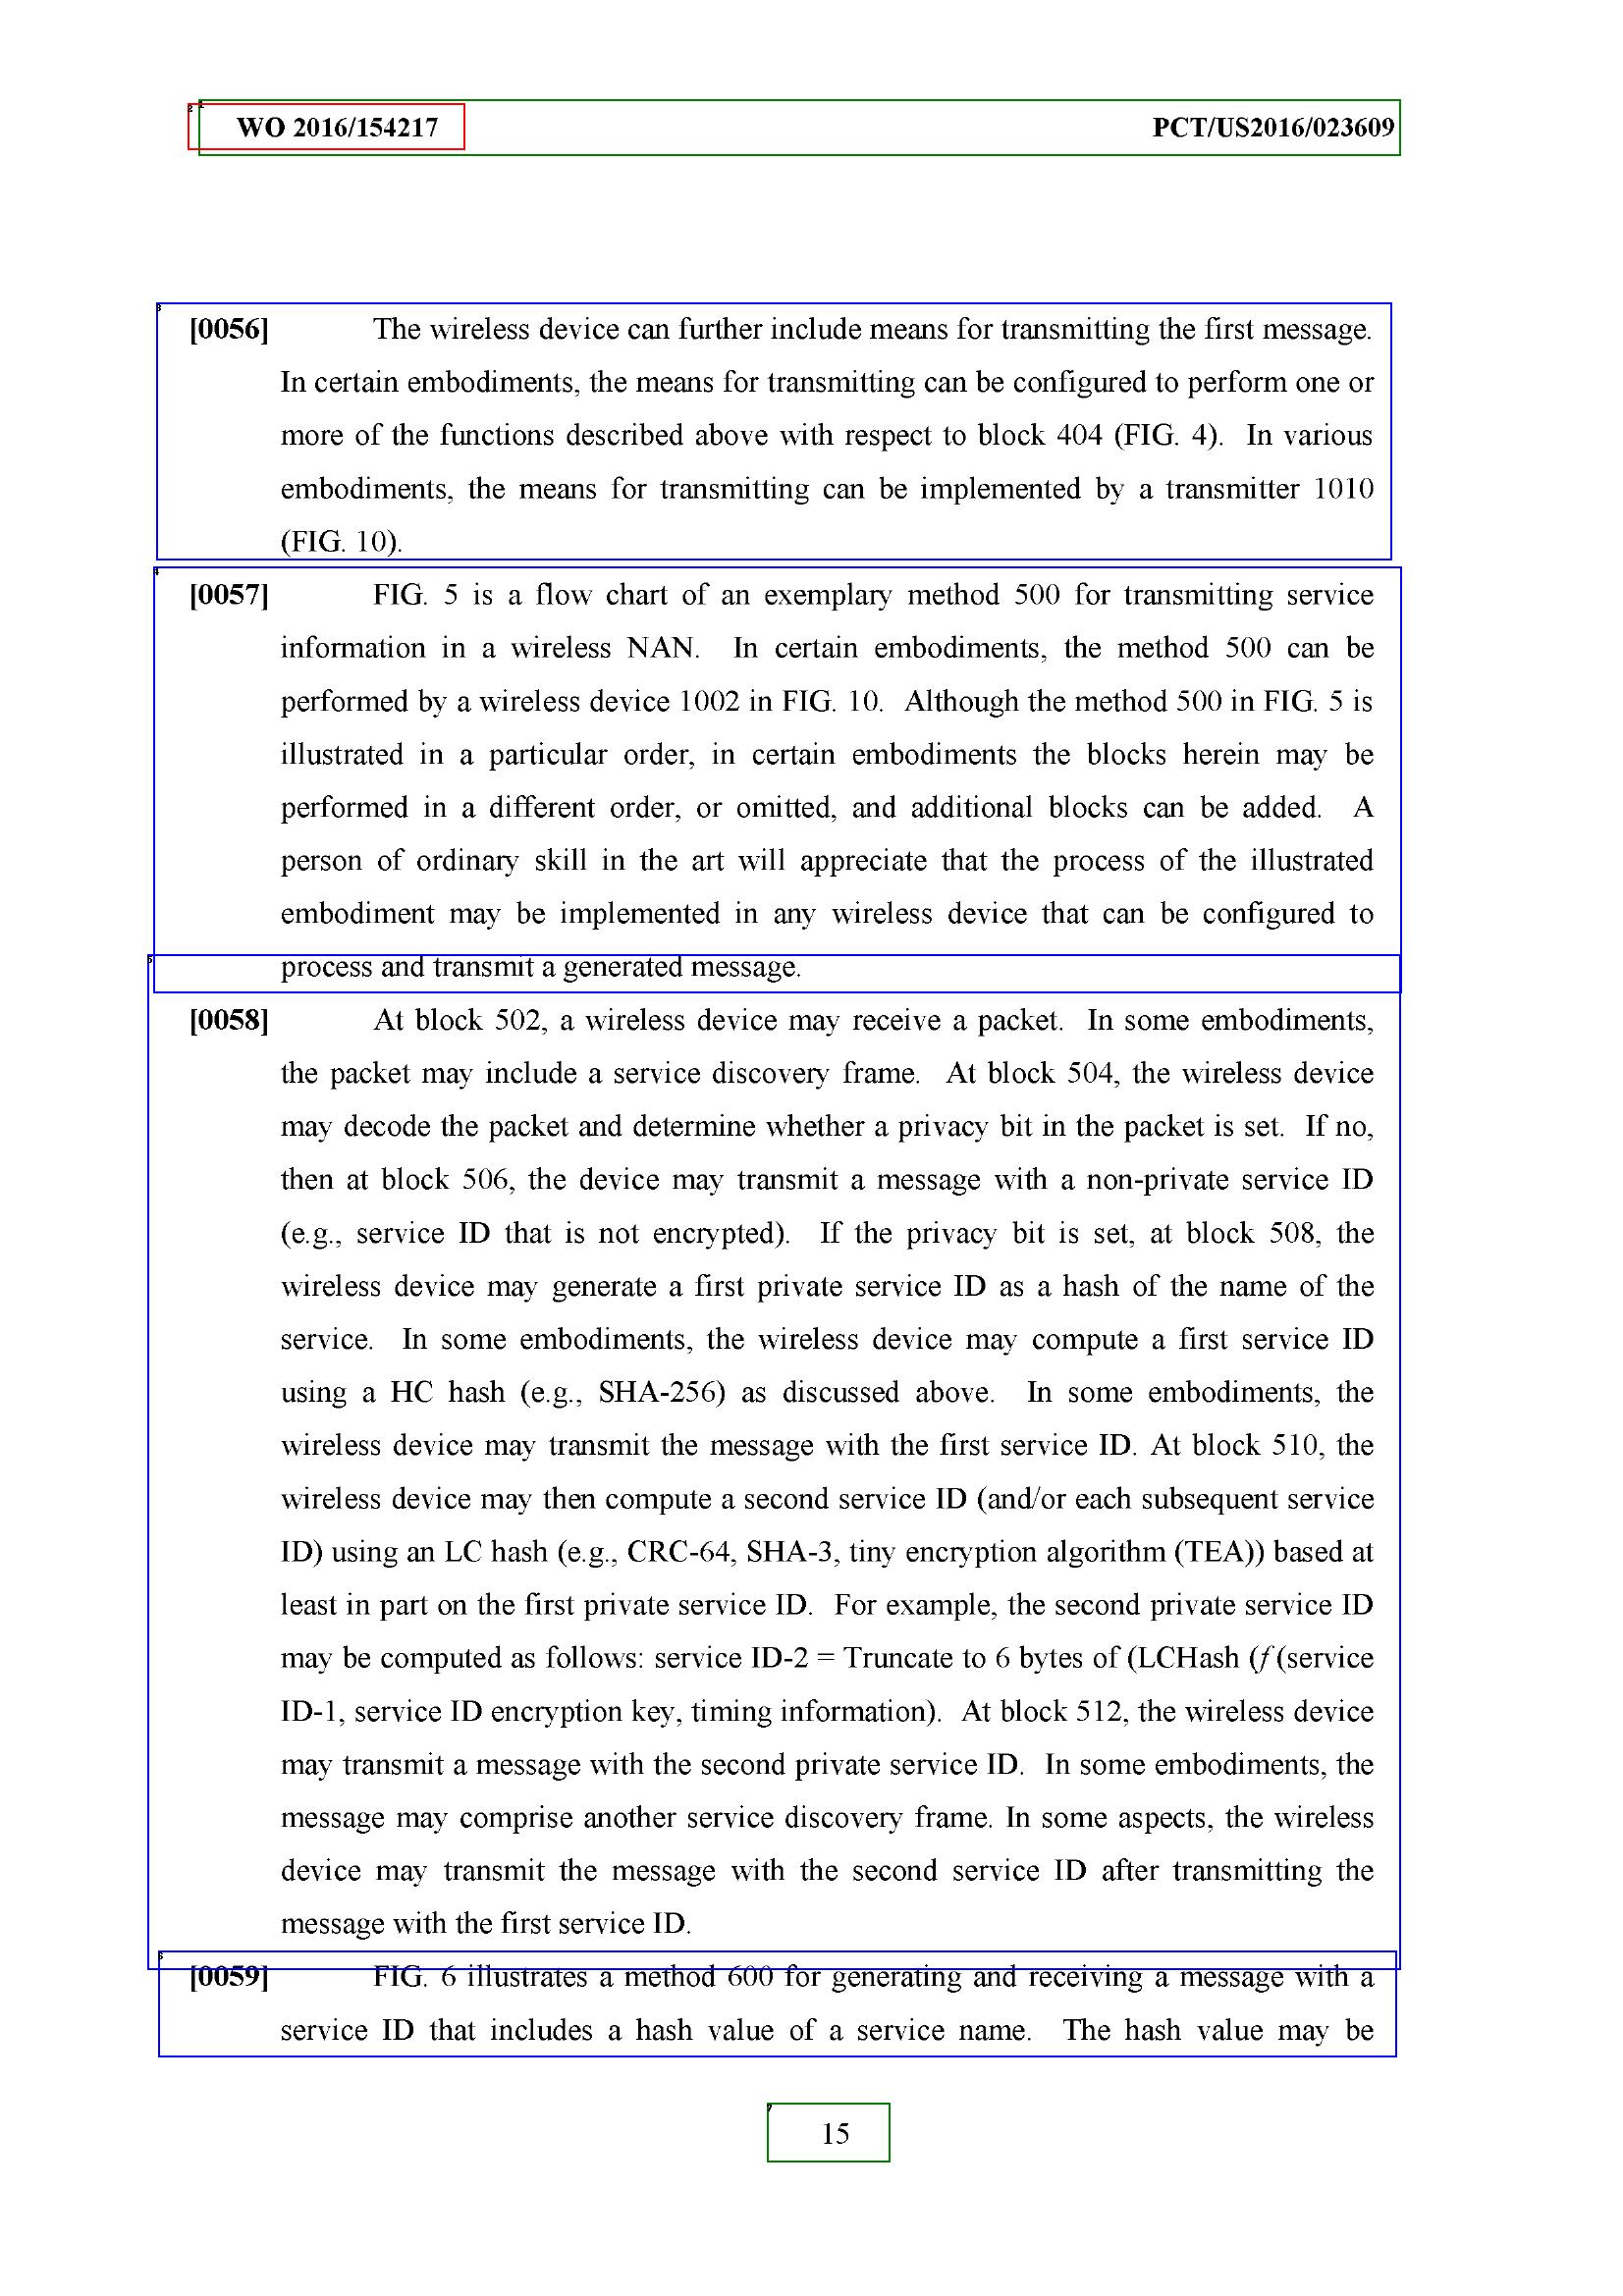 WO 2016/154217 PCT/US2016/023609
[0056] The wireless device can further include means for transmitting the first message.
In certain embodiments, the means for transmitting can be configured to perform one or
more of the functions described above with respect to block 404 (FIG. 4). In various
embodiments, the means for transmitting can be implemented by a transmitter 1010
(FIG. 10).
[0057] FIG. 5 is a flow chart of an exemplary method 500 for transmitting service
information in a wireless NAN. In certain embodiments, the method 500 can be
performed by a wireless device 1002 in FIG. 10. Although the method 500 in FIG. 5 is
illustrated in a particular order, in certain embodiments the blocks herein may be
performed in a different order, or omitted, and additional blocks can be added. A
person of ordinary skill in the art will appreciate that the process of the illustrated
embodiment may be implemented in any wireless device that can be configured to
process and transmit a generated message.
[0058] At block 502, a wireless device may receive a packet. In some embodiments,
the packet may include a service discovery frame. At block 504, the wireless device
may decode the packet and determine whether a privacy bit in the packet is set. If no,
then at block 506, the device may transmit a message with a non-private service ID
(e.g., service ID that is not encrypted). If the privacy bit is set, at block 508, the
wireless device may generate a first private service ID as a hash of the name of the
service. In some embodiments, the wireless device may compute a first service ID
using a HC hash (e.g., SHA-256) as discussed above. In some embodiments, the
wireless device may transmit the message with the first service ID. At block 510, the
wireless device may then compute a second service ID (and/or each subsequent service
ID) using an LC hash (e.g., CRC-64, SHA-3, tiny encryption algorithm (TEA)) based at
least in part on the first private service ID. For example, the second private service ID
may be computed as follows: service ID-2 = Truncate to 6 bytes of (LCHash (f (service
ID-1, service ID encryption key, timing information). At block 512, the wireless device
may transmit a message with the second private service ID. In some embodiments, the
message may comprise another service discovery frame. In some aspects, the wireless
device may transmit the message with the second service ID after transmitting the
message with the first service ID.
[0059] FIG. 6 illustrates a method 600 for generating and receiving a message with a
service ID that includes a hash value of a service name. The hash value may be
15